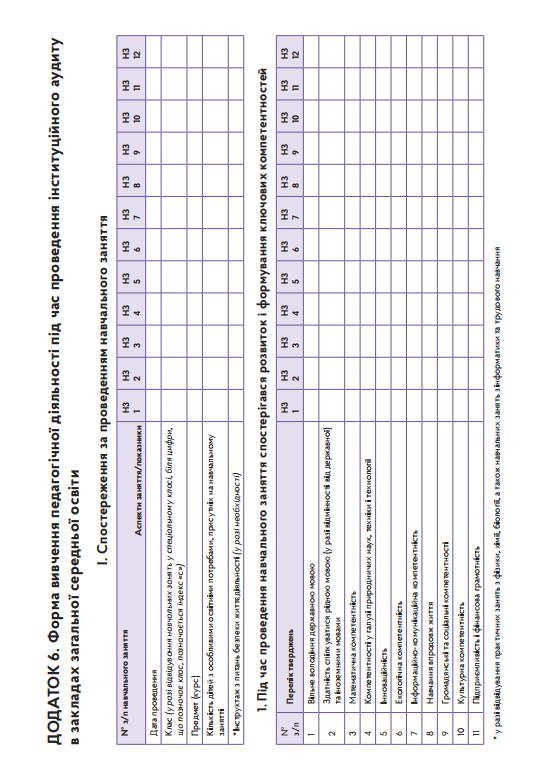 ДОДАТОК 6. Форма вивчення педагогічної діяльності під час проведення інституційного аудиту
в закладах загальної середньої освіти
І. Спостереження за проведенням навчального заняття
№ з/п навчального заняття
Аспекти заняття/показники
НЗ 1 НЗ 2 НЗ 3 НЗ 4 НЗ 5 НЗ 6 НЗ 7 НЗ 8 НЗ 9 НЗ 10 НЗ 11 НЗ 12
Дата проведення
Клас (у разі відвідування навчальних занять у спеціальному класі, біля цифри,
що позначає клас, позначається індекс «с»)
Предмет (курс)
Кількість дітей з особливими освітніми потребами, присутніх на навчальному
занятті
*Інструктаж з питань безпеки життєдіяльності (у разі необхідності)
1. Під час проведення навчального заняття спостерігався розвиток і формування ключових компетентностей
№ з/п Перелік тверджень НЗ 1 НЗ 2 НЗ 3 НЗ 4 НЗ 5 НЗ 6 НЗ 7 НЗ 8 НЗ 9 НЗ 10 НЗ 11 НЗ 12
1 Вільне володіння державною мовою
2 Здатність спілкуватися рідною мовою (у разі відмінності від державної)
та іноземними мовами
3 Математична компетентність
4 Компетентності у галузі природничих наук, техніки і технологій
5 Інноваційність
6 Екологічна компетентність
7 Інформаційно-комунікаційна компетентність
8 Навчання впродовж життя
9 Громадянські та соціальні компетентності
10 Культурна компетентність
11 Підприємливість і фінансова грамотність
* у разі відвідування практичних занять з фізики, хімії, біології, а також навчальних занять з інформатики та трудового навчання